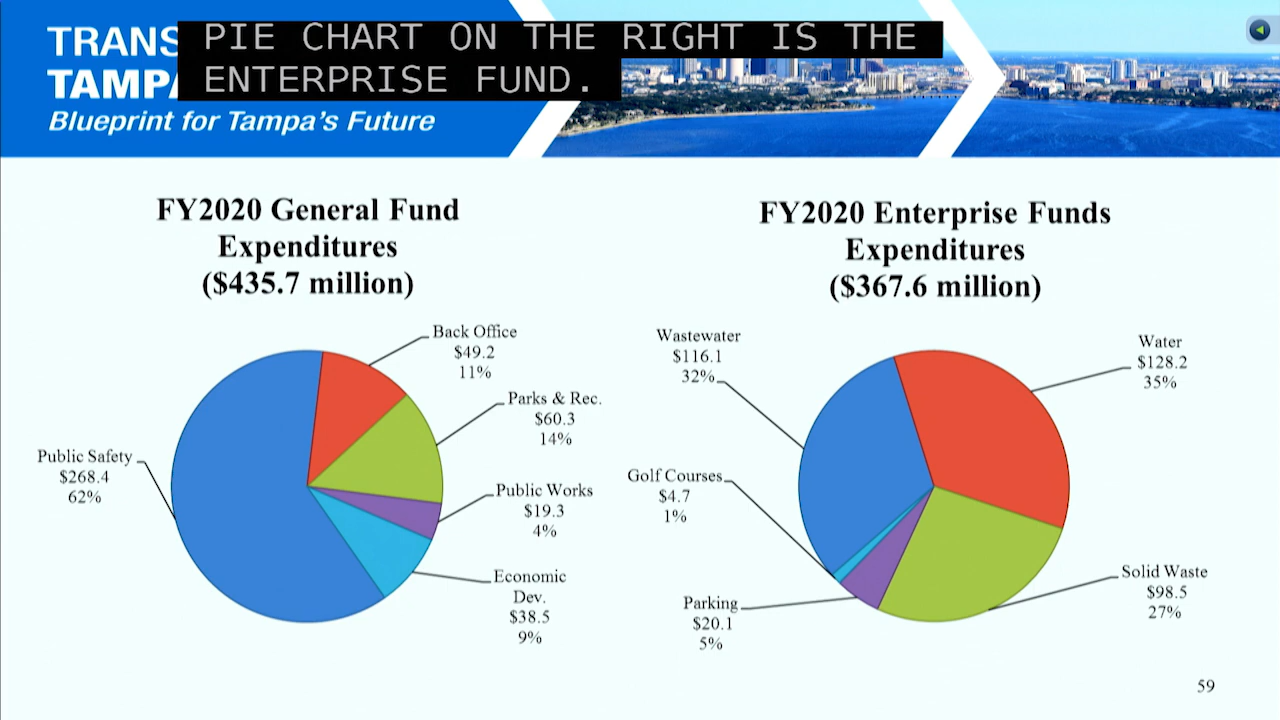 TRANS
TAMPA
PIE CHART ON THE RIGHT IS THE
ENTERPRISE FUND.
Blueprint for Tampa's Future
FY2020 General Fund
Expenditures
($435.7 million)
Back Office
$49.2
11%
Parks & Rec.
$60.3
14%
Public Safety
$268.4
62%
Public Works
$19.3
4%
Economic
Dev.
$38.5
9%
FY2020 Enterprise Funds
Expenditures
($367.6 million)
Wastewater
$116.1
32%
Water
$128.2
35%
Golf Courses
$4.7
1%
Solid Waste
$98.5
27%
Parking
$20.1
5%
59